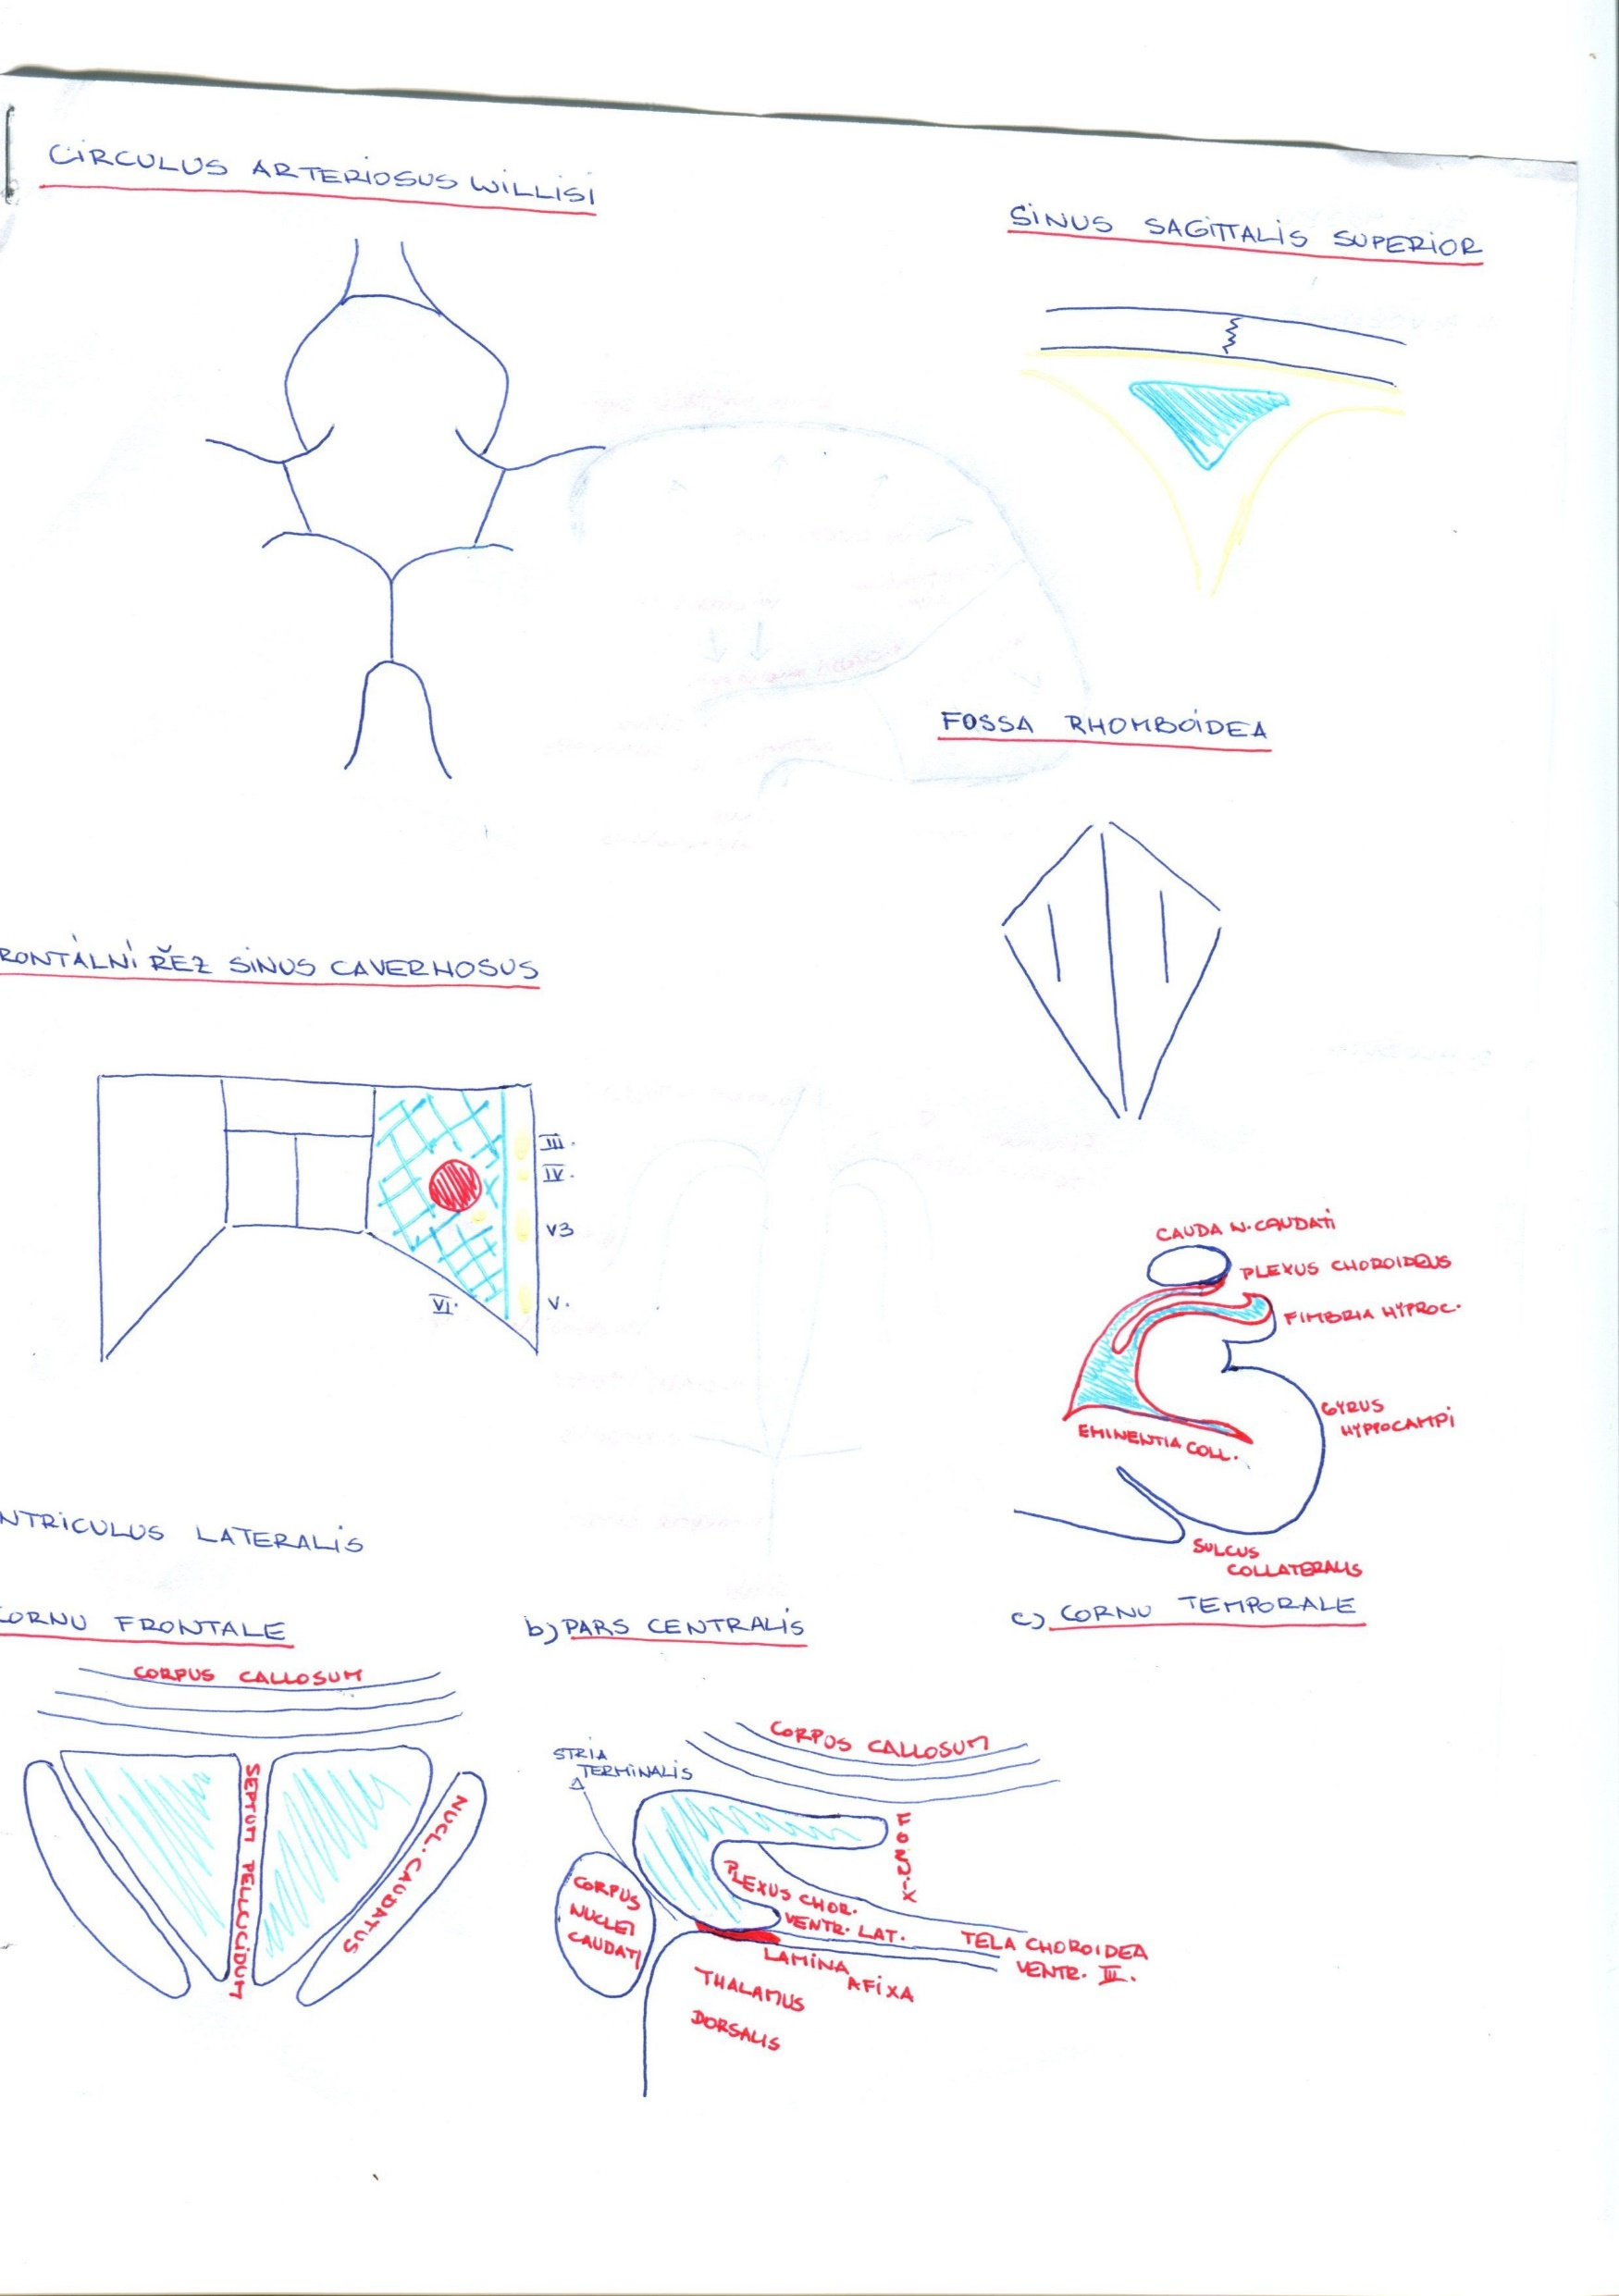 CIRCULUS ARTERIOSUS WILLISI
SINUS SAGITTALIS SUPERIOR
FOSSA RHOMBOIDEA
RONTÁLNÍ ŘEZ SINUS CAVERNOSUS
III.
IV.
V3
V.
VI.
CAUDA N. CAUDATI
PLEXUS CHOROIDEUS
FIMBRIA HYPROC.
GYRUS
HYPPOCAMPI
EMINENTIA COLL.
SULCUS
COLLATERALIS
NTRICULUS LATERALIS
CORNU FRONTALE
b) PARS CENTRALIS
c) CORNU TEMPORALE
CORPUS CALLOSUM
SEPTUM PELLUCIDUM
NUCL. CAUDATUS
STRIA
TERMINALIS
CORPUS CALLOSUM
FORNIX
CORPUS
NUCLEI
CAUDATI
PLEXUS CHOR.
VENTR. LAT.
TELA CHOROIDEA
VENTR. III.
LAMINA
AFIXA
THALAMUS
DORSALIS